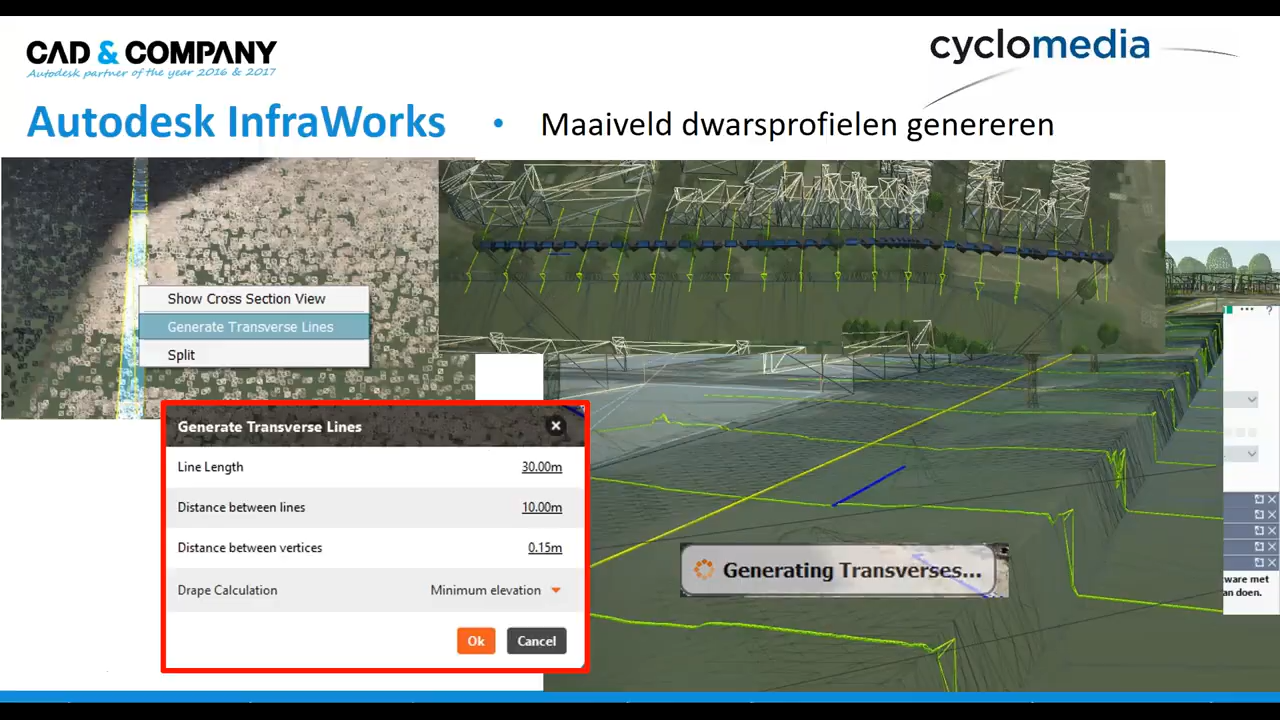 CAD & COMPANY
Autodesk partner of the year 2016 & 2017
cyclomedia
Autodesk InfraWorks
• Maaiveld dwarsprofielen genereren
Show Cross Section View
Generate Transverse Lines
Split
Generate Transverse Lines
Line Length 30.00m
Distance between lines 10.00m
Distance between vertices 0.15m
Drape Calculation Minimum elevation
Ok Cancel
Generating Transverses...
?
ware met
an doen.